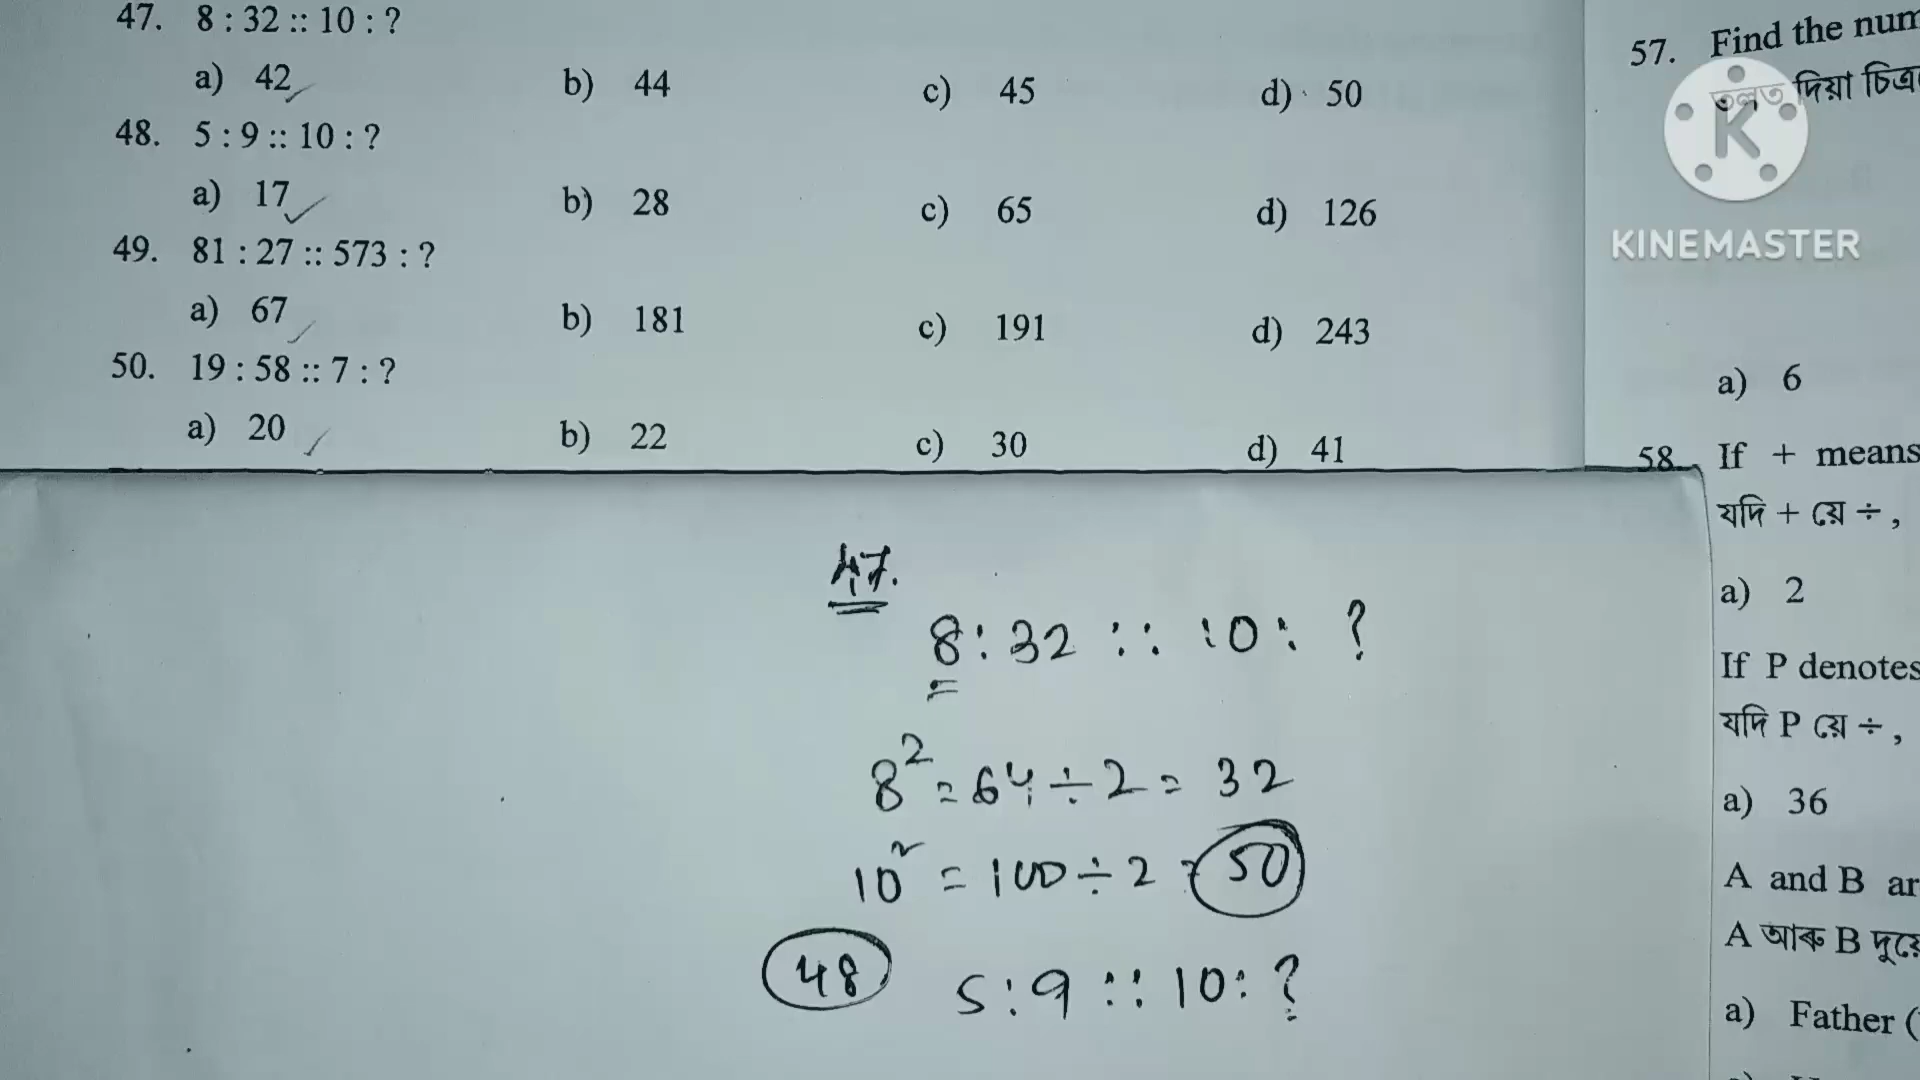 47. 8 : 32 :: 10 : ?
a) 42 b) 44 c) 45 d) 50
48. 5 : 9 :: 10 : ?
a) 17 b) 28 c) 65 d) 126
49. 81 : 27 :: 573 : ?
a) 67 b) 181 c) 191 d) 243
50. 19 : 58 :: 7 : ?
a) 20 b) 22 c) 30 d) 41
47.
8 : 32 :: 10 : ?
8² = 64 ÷ 2 = 32
10² = 100 ÷ 2 = 50
48 5 : 9 :: 10 : ?
57. Find the
দিয়া
K
KINEMASTER
a) 6
58. If + means
যদি + য়ে ÷ ,
a) 2
If P denotes
যদি P য়ে ÷ ,
a) 36
A and B
A আৰু B
a) Father (